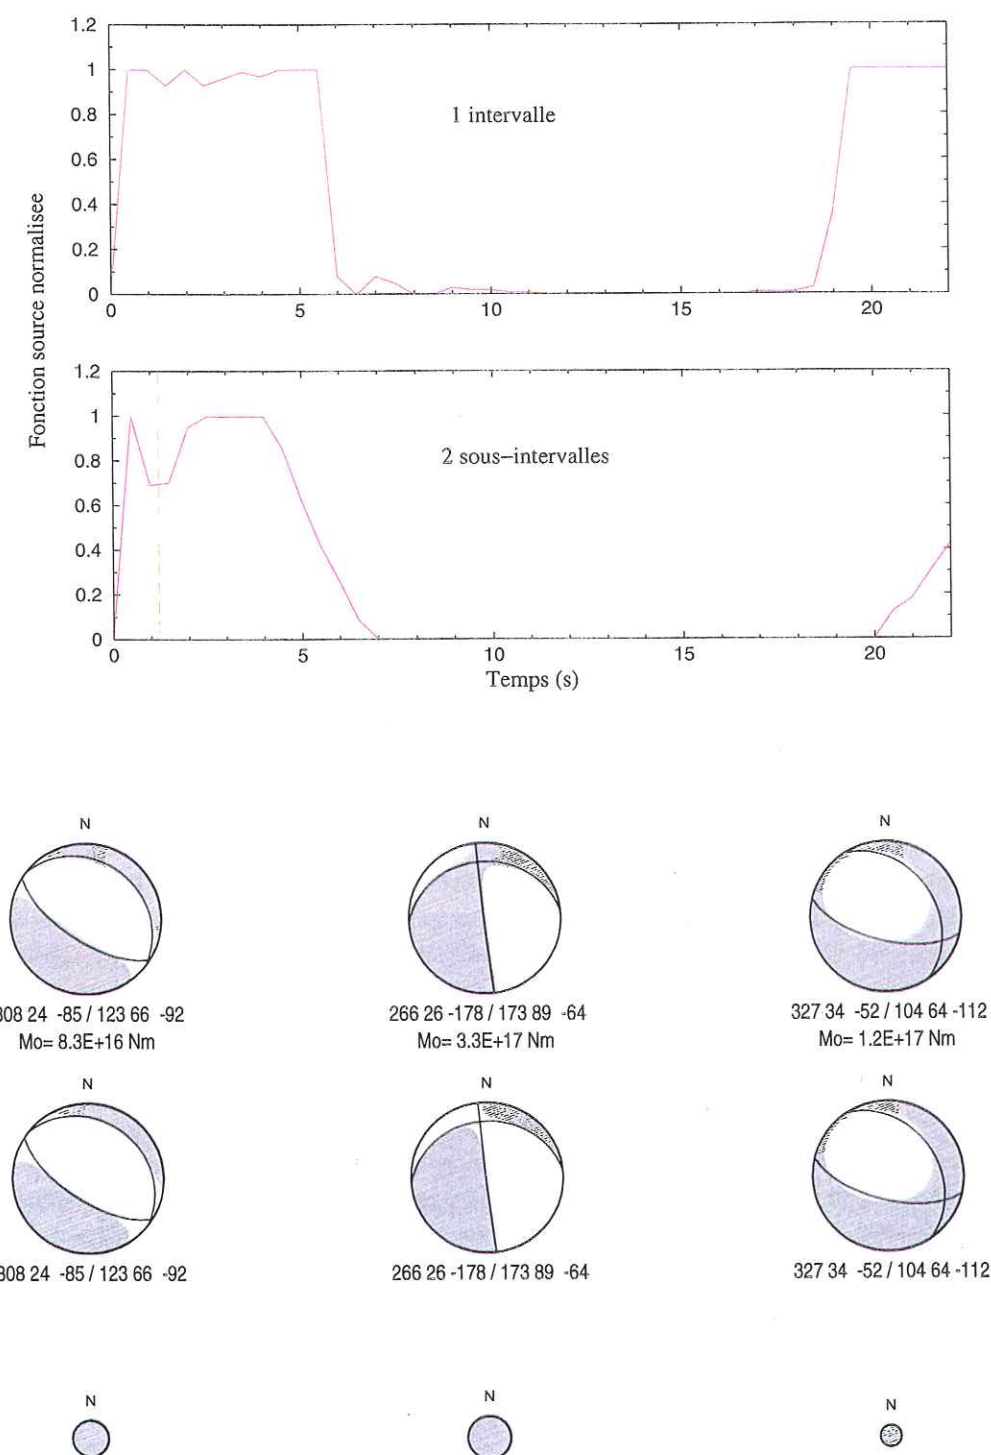 1.2
1
0.8
0.6
0.4
0.2
0
1 intervalle
0 5 10 15 20
Fonction source normalisee
1.2
1
0.8
0.6
0.4
0.2
0
2 sous-intervalles
0 5 10 15 20
Temps (s)
N N N
08 24 -85 / 123 66 -92 266 26 -178 / 173 89 -64 327 34 -52 / 104 64 -112
Mo= 8.3E+16 Nm Mo= 3.3E+17 Nm Mo= 1.2E+17 Nm
N N N
08 24 -85 / 123 66 -92 266 26 -178 / 173 89 -64 327 34 -52 / 104 64 -112
N N N